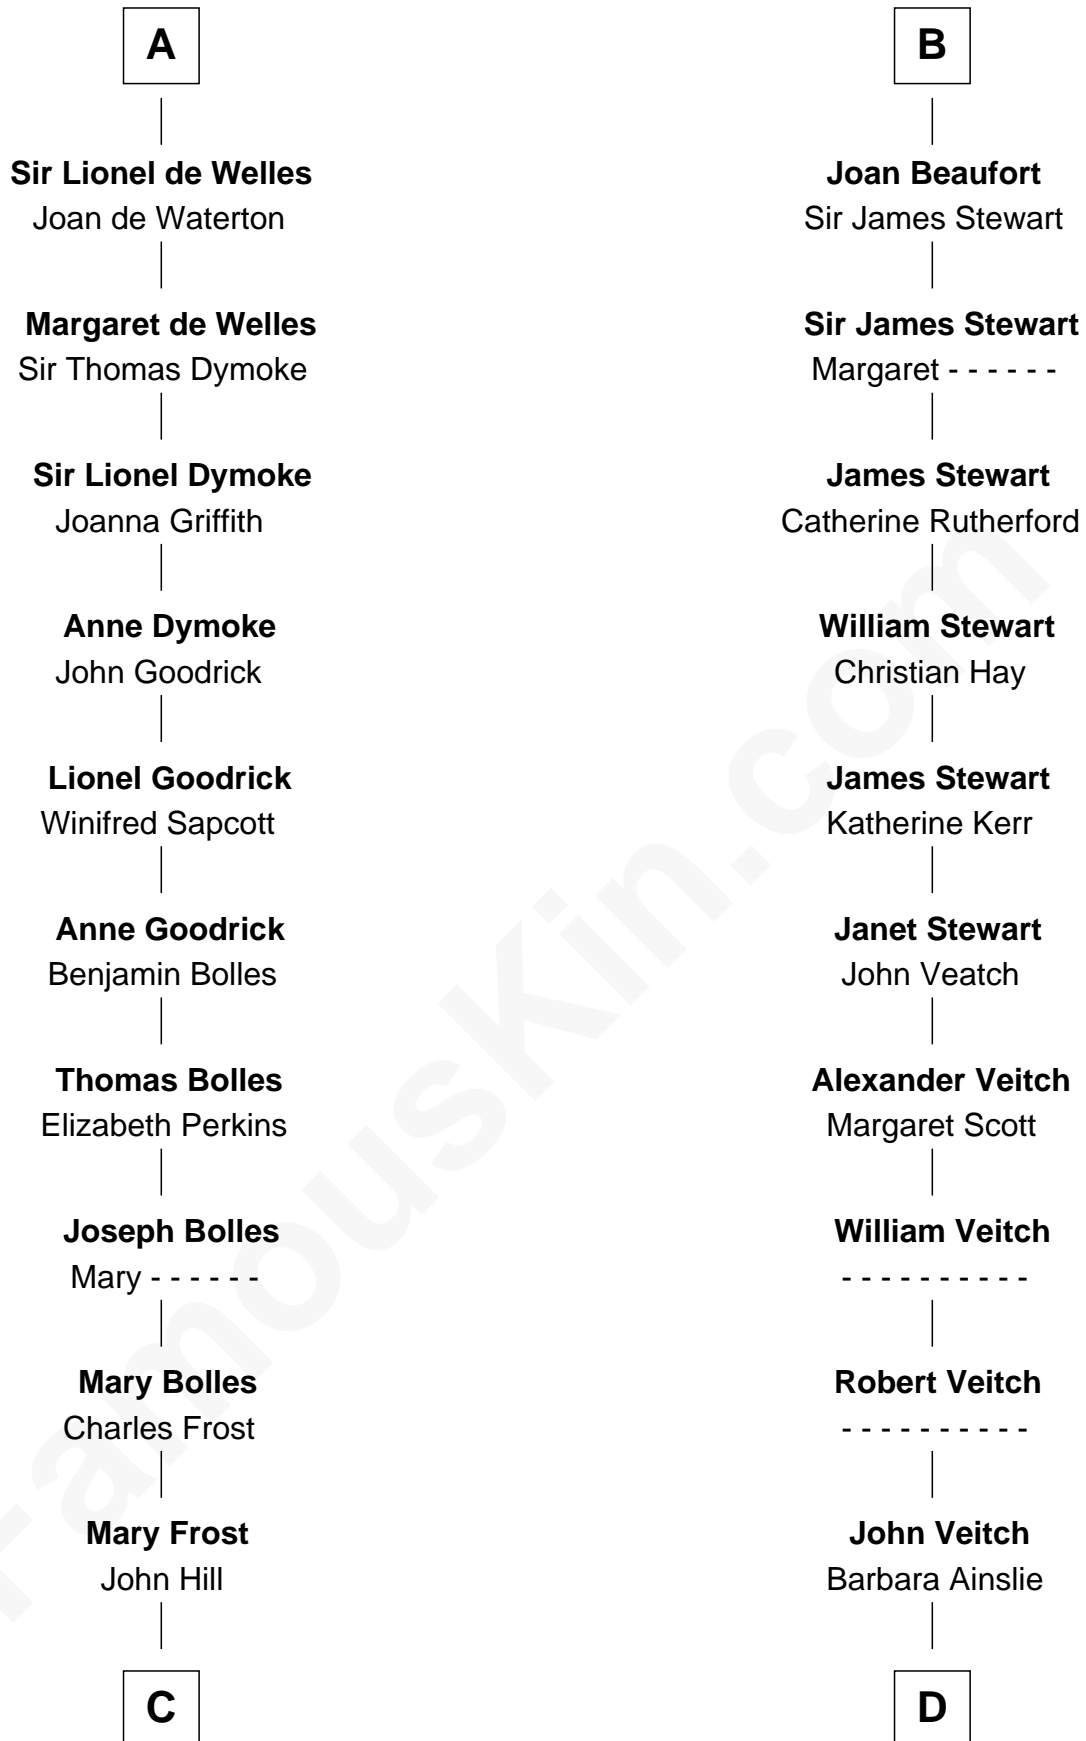 A
Sir Lionel de Welles
Joan de Waterton
Margaret de Welles
Sir Thomas Dymoke
Sir Lionel Dymoke
Joanna Griffith
Anne Dymoke
John Goodrick
Lionel Goodrick
Winifred Sapcott
Anne Goodrick
Benjamin Bolles
Thomas Bolles
Elizabeth Perkins
Joseph Bolles
Mary - - - - - -
Mary Bolles
Charles Frost
Mary Frost
John Hill
C
B
Joan Beaufort
Sir James Stewart
Sir James Stewart
Margaret - - - - - -
James Stewart
Catherine Rutherford
William Stewart
Christian Hay
James Stewart
Katherine Kerr
Janet Stewart
John Veatch
Alexander Veitch
Margaret Scott
William Veitch
- - - - - - - - - -
Robert Veitch
- - - - - - - - - -
John Veitch
Barbara Ainslie
D
FamousKin.com